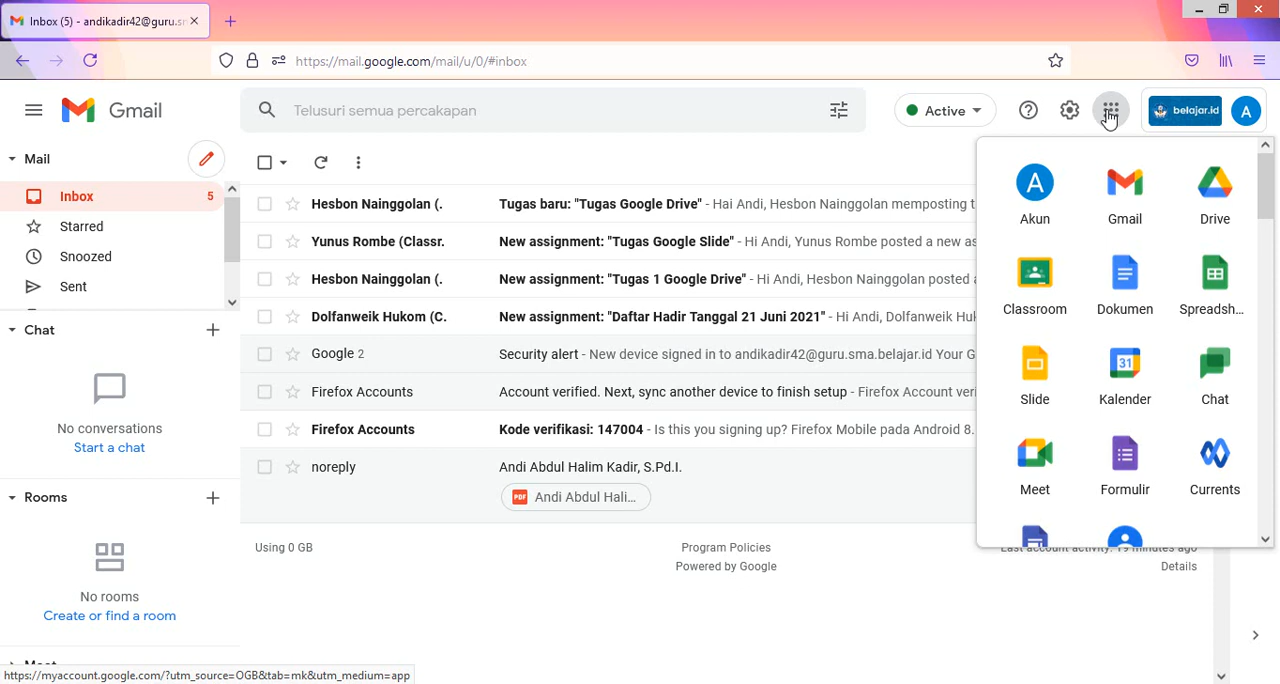 Inbox (5) - andikadir42@guru.sm
https://mail.google.com/mail/u/0/#inbox
Gmail
Telusuri semua percakapan
Active
belajar.id
A
Mail
Inbox 5
Starred
Snoozed
Sent
Chat
No conversations
Start a chat
Rooms
No rooms
Create or find a room
Hesbon Nainggolan (. Tugas baru: "Tugas Google Drive" - Hai Andi, Hesbon Nainggolan memposting t
Yunus Rombe (Classr. New assignment: "Tugas Google Slide" - Hi Andi, Yunus Rombe posted a new as
Hesbon Nainggolan (. New assignment: "Tugas 1 Google Drive" - Hi Andi, Hesbon Nainggolan posted
Dolfanweik Hukom (C. New assignment: "Daftar Hadir Tanggal 21 Juni 2021" - Hi Andi, Dolfanweik Huk
Google 2 Security alert - New device signed in to andikadir42@guru.sma.belajar.id Your G
Firefox Accounts Account verified. Next, sync another device to finish setup - Firefox Account veri
Firefox Accounts Kode verifikasi: 147004 - Is this you signing up? Firefox Mobile pada Android 8.
noreply Andi Abdul Halim Kadir, S.Pd.I.
PDF Andi Abdul Hali...
Using 0 GB
Program Policies
Powered by Google
Last account activity: 19 minutes ago
Details
A
Akun
Gmail
Drive
Classroom
Dokumen
Spreadsh...
Slide
31
Kalender
Chat
Meet
Formulir
Currents
https://myaccount.google.com/?utm_source=OGB&tab=mk&utm_medium=app